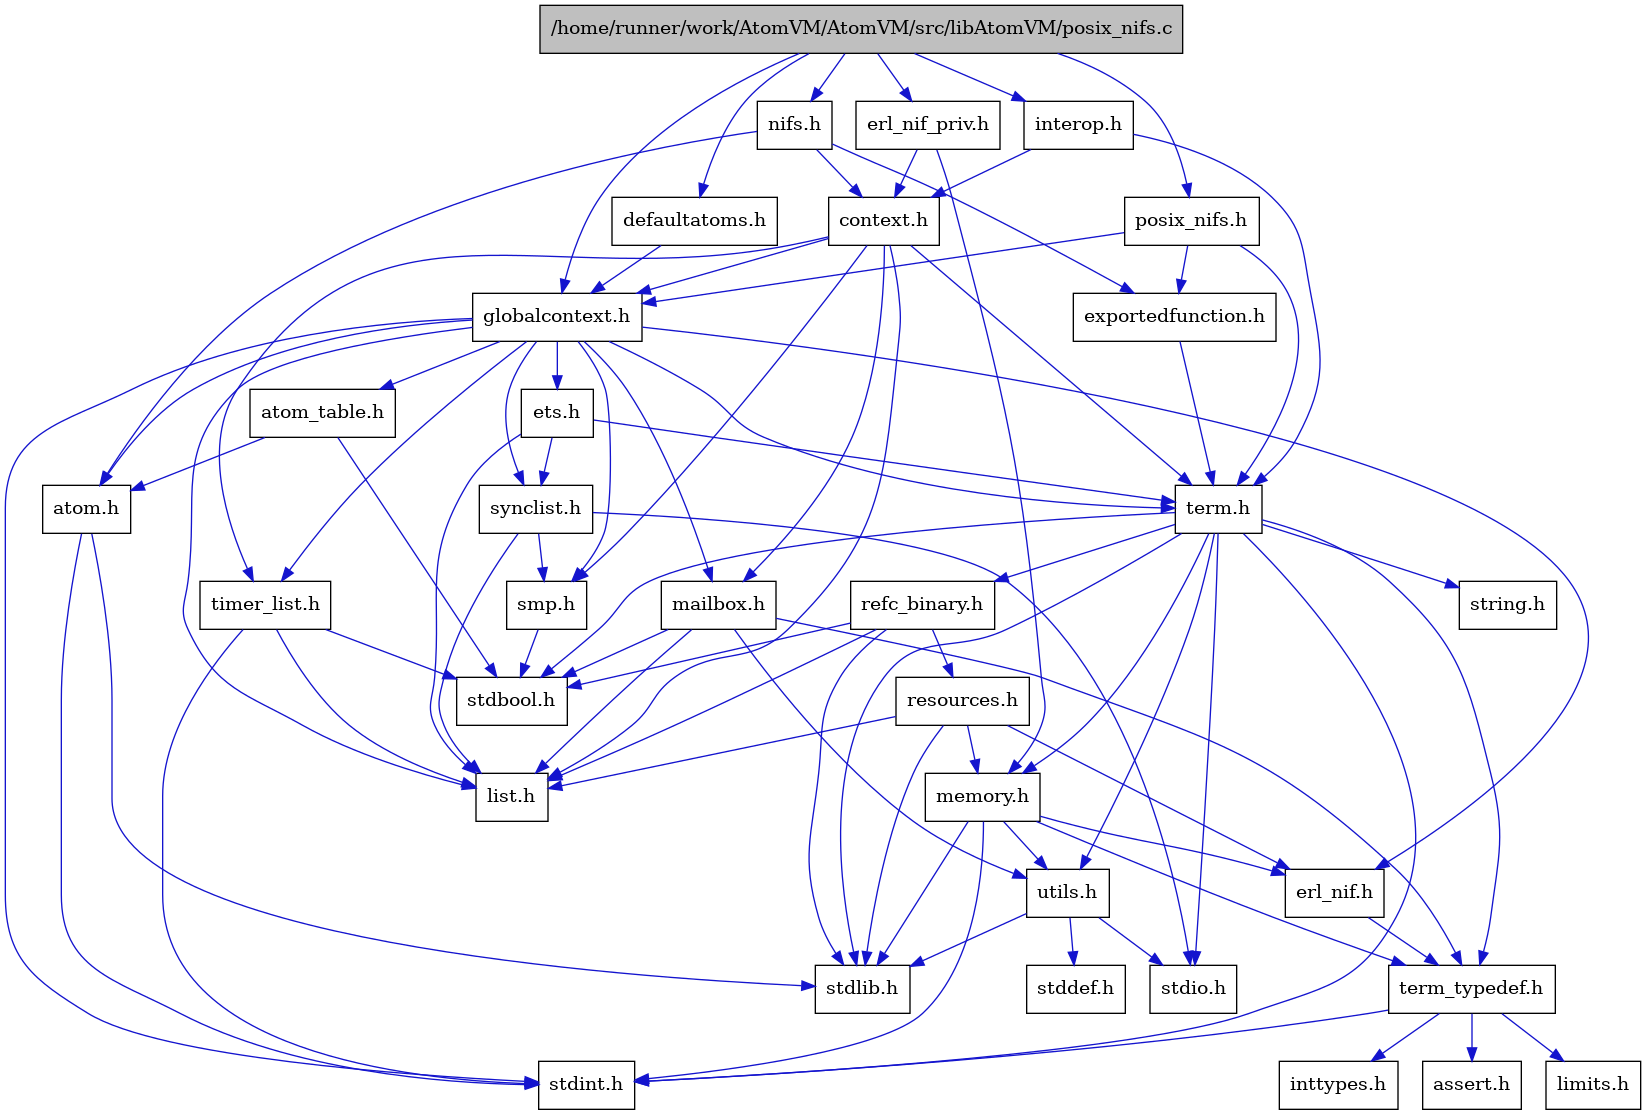 /home/runner/work/AtomVM/AtomVM/src/libAtomVM/posix_nifs.c
nifs.h
erl_nif_priv.h
interop.h
defaultatoms.h
context.h
posix_nifs.h
globalcontext.h
exportedfunction.h
atom_table.h
ets.h
atom.h
synclist.h
term.h
timer_list.h
smp.h
mailbox.h
refc_binary.h
string.h
stdbool.h
resources.h
list.h
memory.h
utils.h
erl_nif.h
stdlib.h
stddef.h
stdio.h
term_typedef.h
stdint.h
inttypes.h
assert.h
limits.h